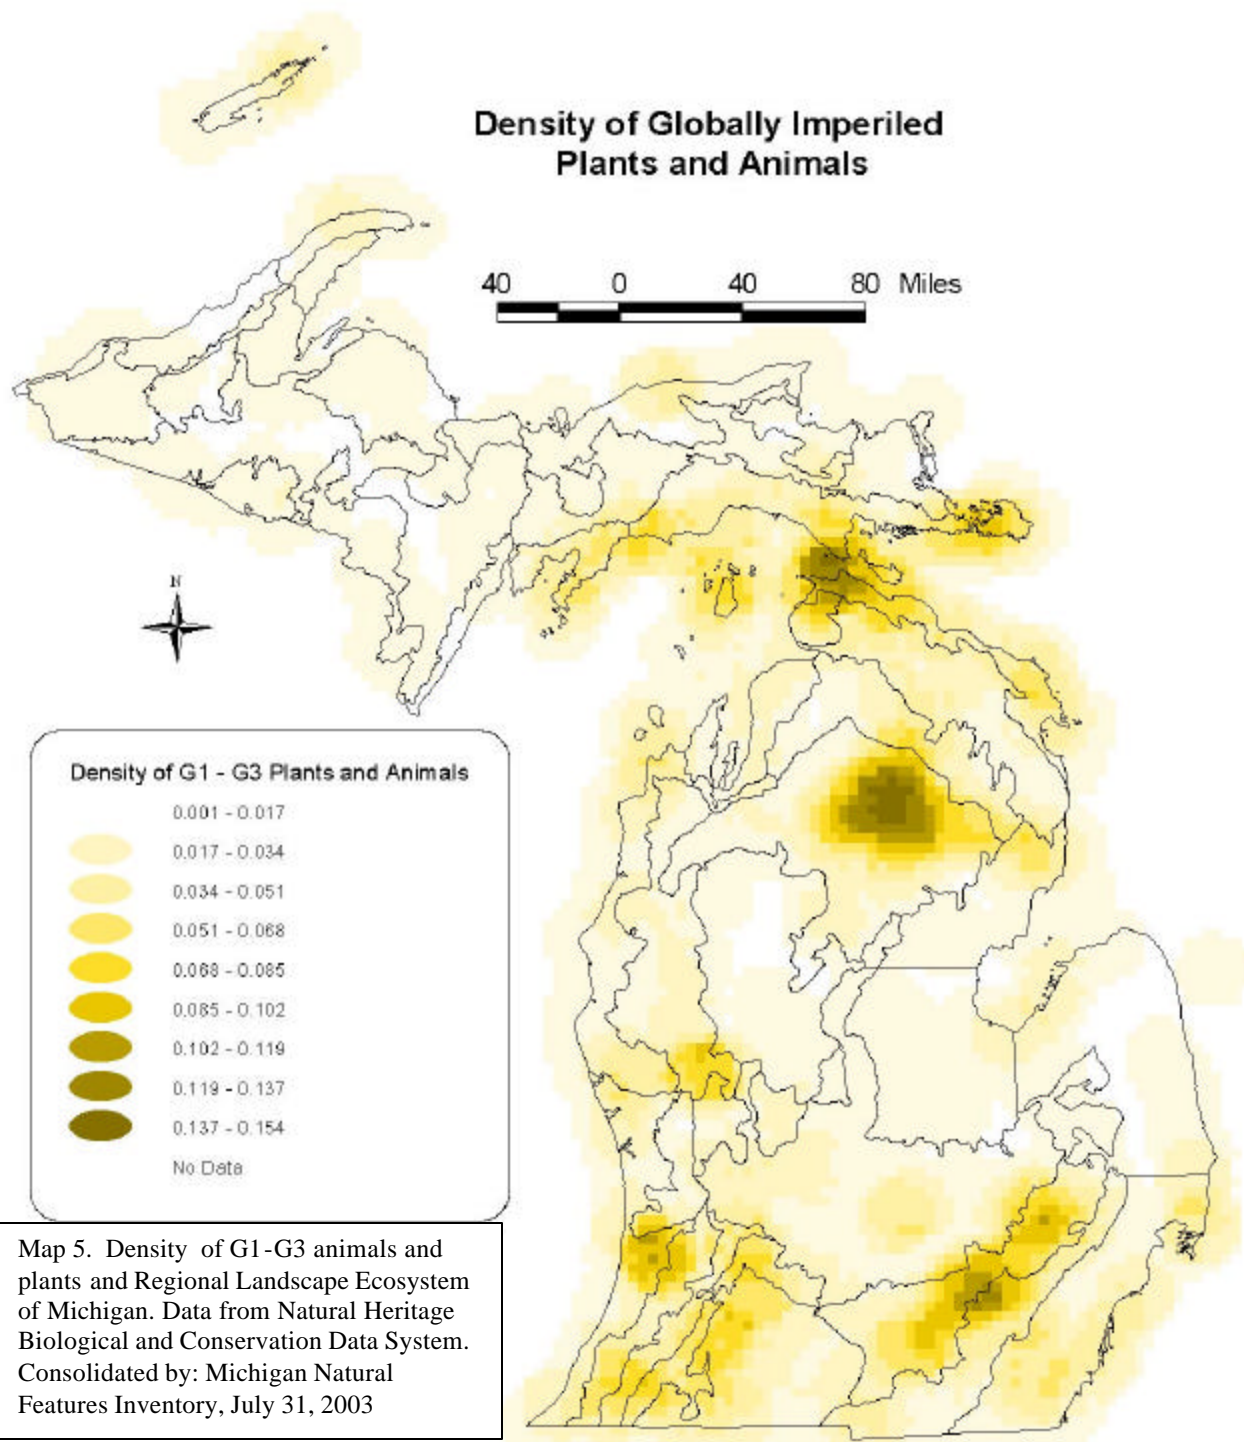 Density of Globally Imperiled
Plants and Animals
40 0 40 80 Miles
N
Density of G1 - G3 Plants and Animals
0.001 - 0.017
0.017 - 0.034
0.034 - 0.051
0.051 - 0.068
0.068 - 0.085
0.085 - 0.102
0.102 - 0.119
0.119 - 0.137
0.137 - 0.154
No Data
Map 5. Density of G1-G3 animals and
plants and Regional Landscape Ecosystem
of Michigan. Data from Natural Heritage
Biological and Conservation Data System.
Consolidated by: Michigan Natural
Features Inventory, July 31, 2003